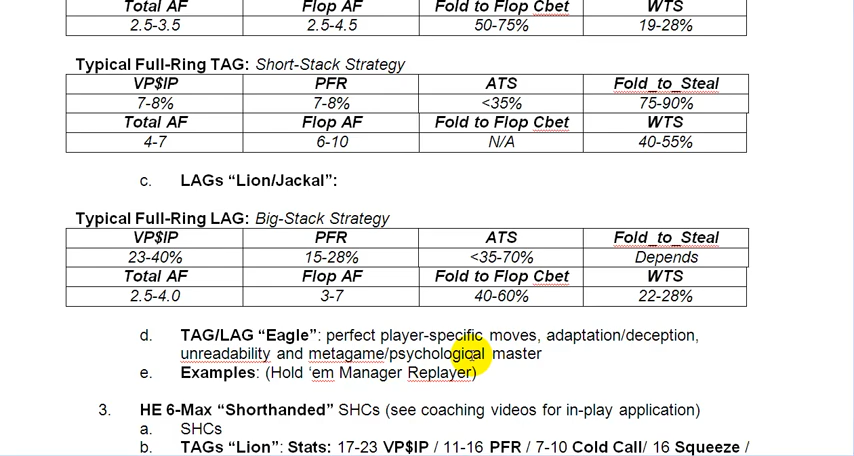 Total AF Flop AF Fold to Flop Cbet WTS
2.5-3.5 2.5-4.5 50-75% 19-28%
Typical Full-Ring TAG: Short-Stack Strategy
VP$IP PFR ATS Fold_to_Steal
7-8% 7-8% <35% 75-90%
Total AF Flop AF Fold to Flop Cbet WTS
4-7 6-10 N/A 40-55%
c. LAGs “Lion/Jackal”:
Typical Full-Ring LAG: Big-Stack Strategy
VP$IP PFR ATS Fold_to_Steal
23-40% 15-28% <35-70% Depends
Total AF Flop AF Fold to Flop Cbet WTS
2.5-4.0 3-7 40-60% 22-28%
d. TAG/LAG “Eagle”: perfect player-specific moves, adaptation/deception,
unreadability and metagame/psychological master
e. Examples: (Hold ‘em Manager Replayer)
3. HE 6-Max “Shorthanded” SHCs (see coaching videos for in-play application)
a. SHCs
b. TAGs “Lion”: Stats: 17-23 VP$IP / 11-16 PFR / 7-10 Cold Call/ 16 Squeeze /